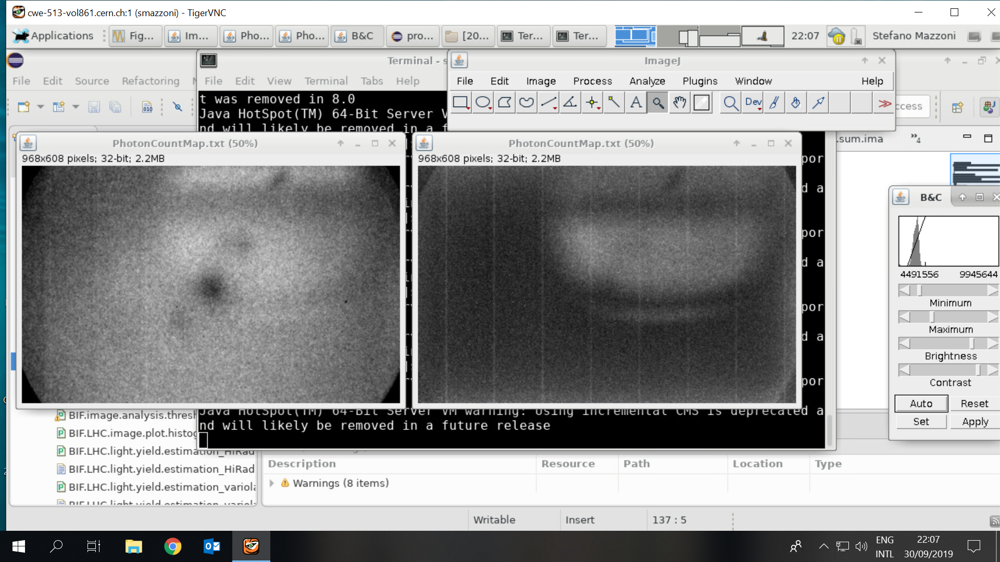 cwe-513-vol861.cern.ch:1 (smazzoni) - TigerVNC
Applications
Fig...
Im...
Pho...
Pho...
B&C
pro...
[20...
Ter...
Ter...
22:07
Stefano Mazzoni
Terminal - s
ImageJ
File Edit Source Refactoring
File Edit View Terminal Tabs Help
File Edit Image Process Analyze Plugins Window Help
t was removed in 8.0
Java HotSpot(TM) 64-Bit Server V
nd will likely be removed in a f
Dev
ccess
PhotonCountMap.txt (50%)
968x608 pixels; 32-bit; 2.2MB
PhotonCountMap.txt (50%)
968x608 pixels; 32-bit; 2.2MB
.sum.ima
4
por
d a
por
d a
por
d a
por
B&C
4491556 9945644
Minimum
Maximum
Brightness
Contrast
Auto Reset
Set Apply
Java HotSpot(TM) 64-Bit Server VM warning: Using incremental CMS is deprecated a
nd will likely be removed in a future release
BIF.image.analysis.thresh
BIF.LHC.image.plot.histog
BIF.LHC.light.yield.estimation_HiRad
BIF.LHC.light.yield.estimation_HiRad
BIF.LHC.light.yield.estimation_variola
BIF.LHC.light.yield.estimation_variola
Description Resource Path Location Type
Warnings (8 items)
Writable Insert 137 : 5
ENG
INTL
22:07
30/09/2019